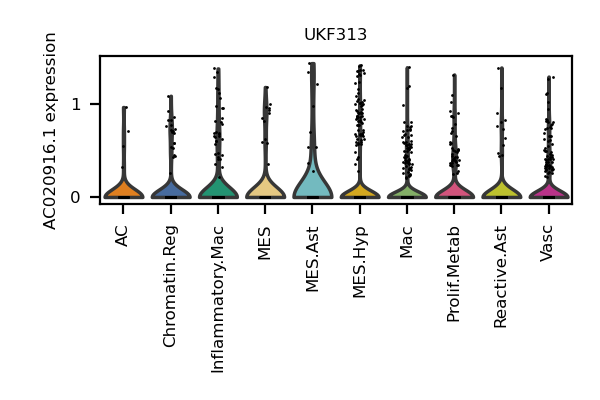 UKF313
AC020916.1 expression
1
0
AC
Chromatin.Reg
Inflammatory.Mac
MES
MES.Ast
MES.Hyp
Mac
Prolif.Metab
Reactive.Ast
Vasc